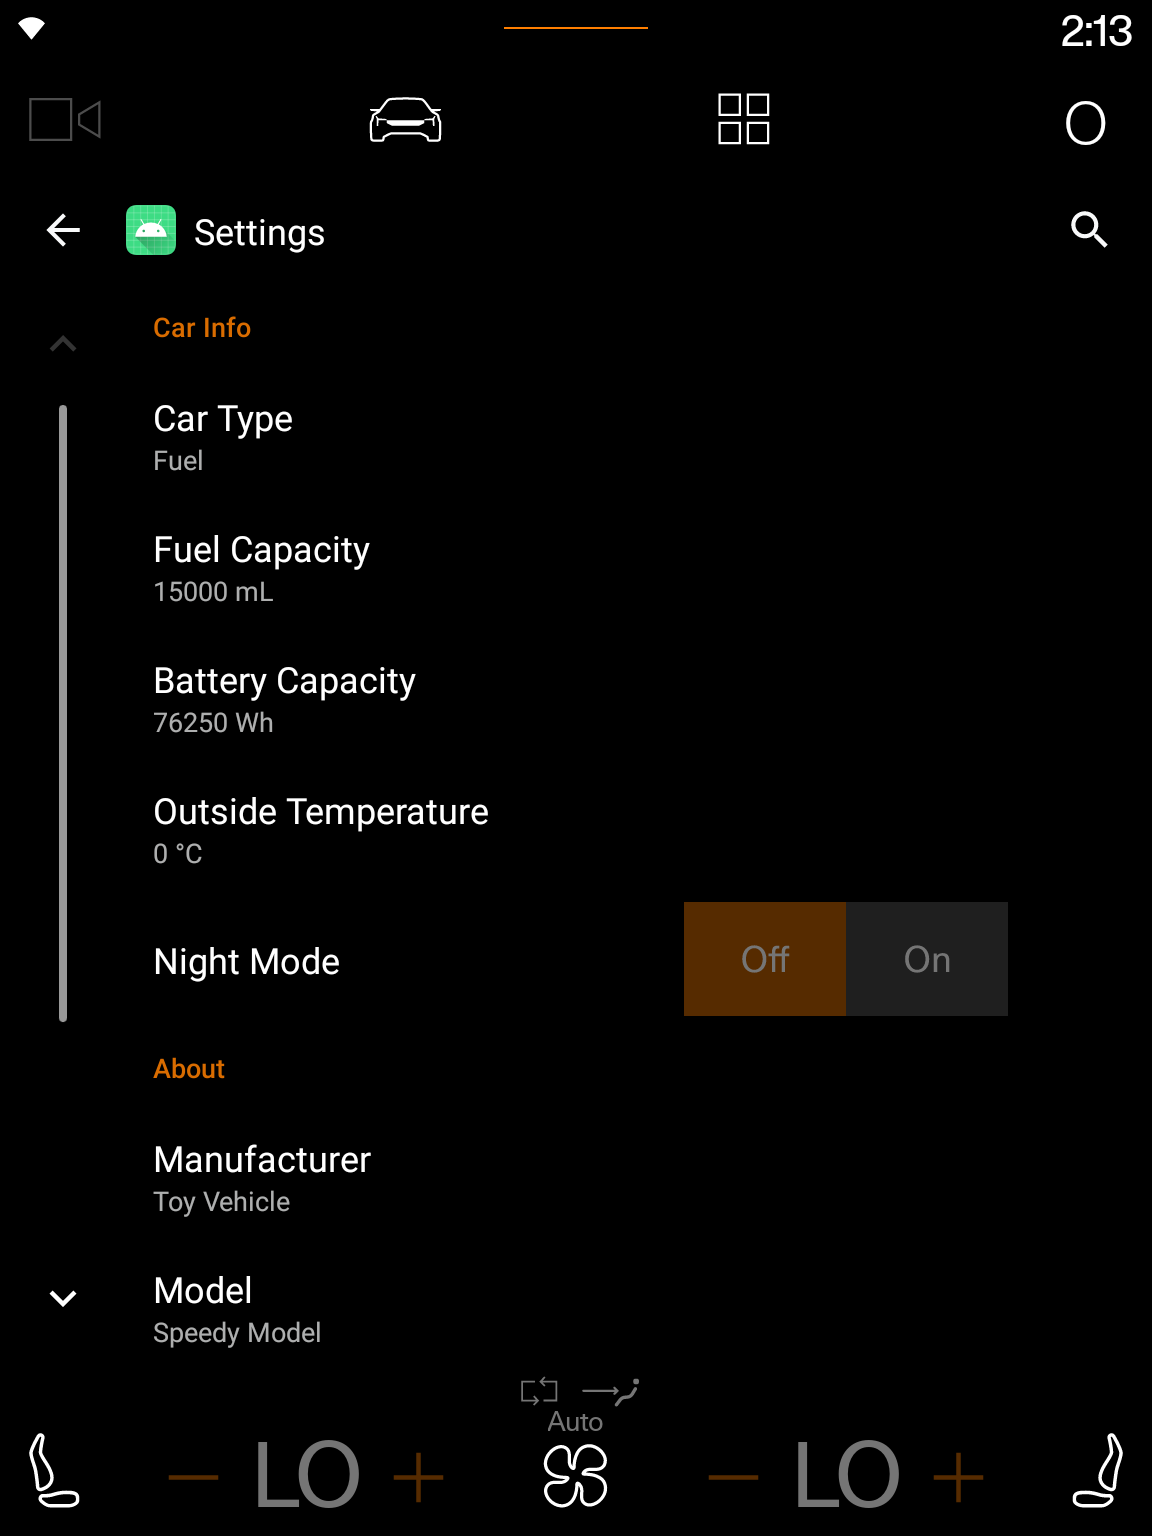 2:13
Settings
Car Info
Car Type
Fuel
Fuel Capacity
15000 mL
Battery Capacity
76250 Wh
Outside Temperature
0 °C
Night Mode
Off On
About
Manufacturer
Toy Vehicle
Model
Speedy Model
Auto
LO LO